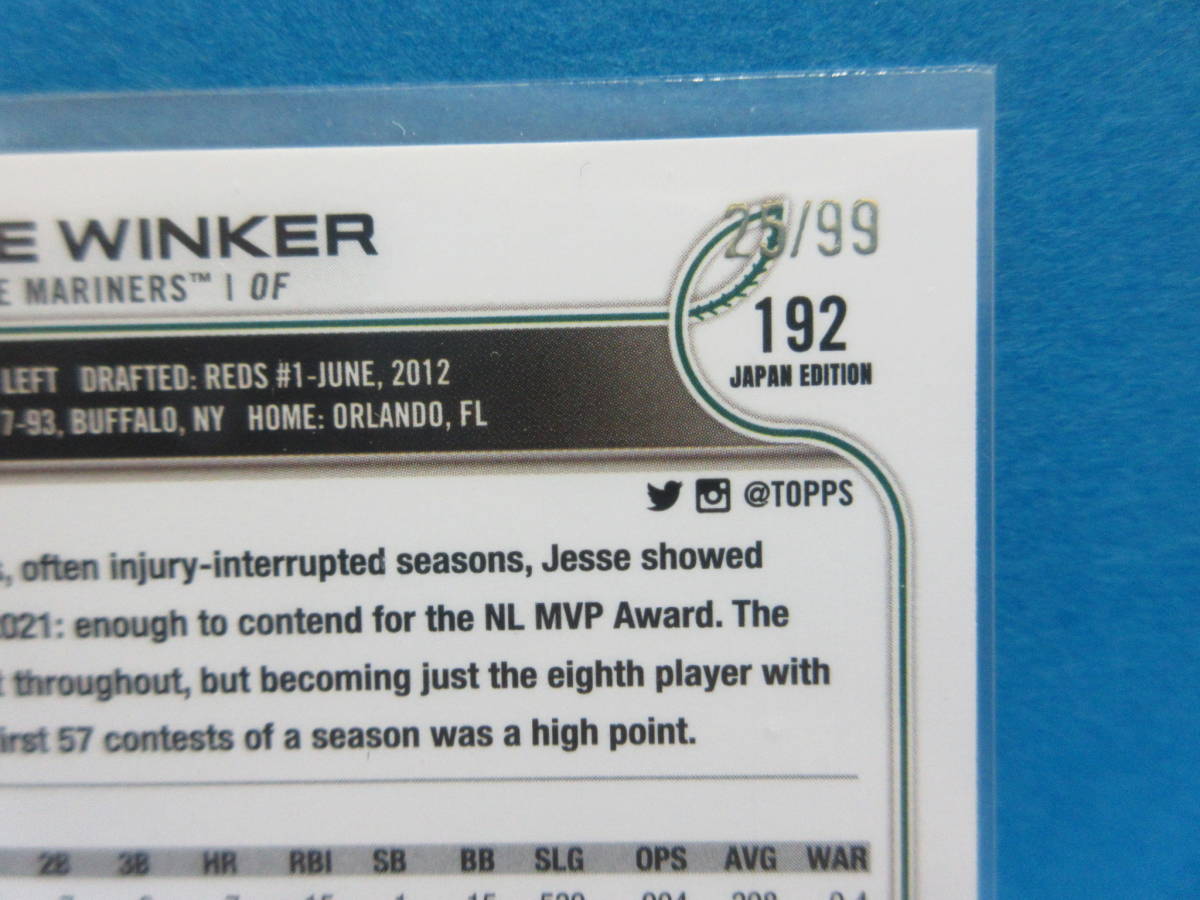 E WINKER
E MARINERS™ | OF
25/99
192
JAPAN EDITION
LEFT DRAFTED: REDS #1-JUNE, 2012
7-93, BUFFALO, NY HOME: ORLANDO, FL
@TOPPS
, often injury-interrupted seasons, Jesse showed
2021: enough to contend for the NL MVP Award. The
t throughout, but becoming just the eighth player with
first 57 contests of a season was a high point.
2B 3B HR RBI SB BB SLG OPS AVG WAR